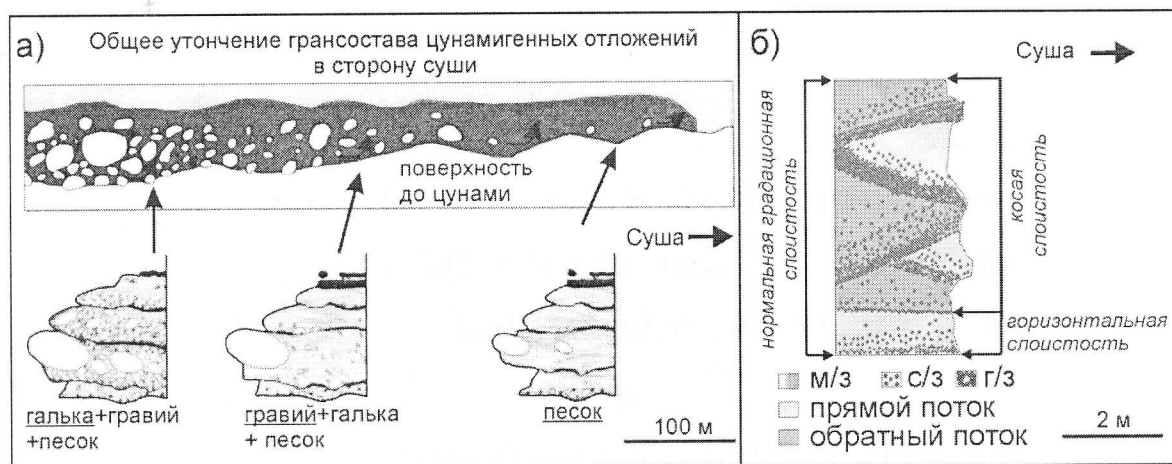 а)
Общее утончение грансостава цунамигенных отложений
в сторону суши
поверхность
до цунами
Суша
галька+гравий
+песок
гравий+галька
+ песок
песок
100 м
б)
Суша
нормальная градационная
слоистость
косая
слоистость
горизонтальная
слоистость
м/з с/з г/з
прямой поток
обратный поток
2 м